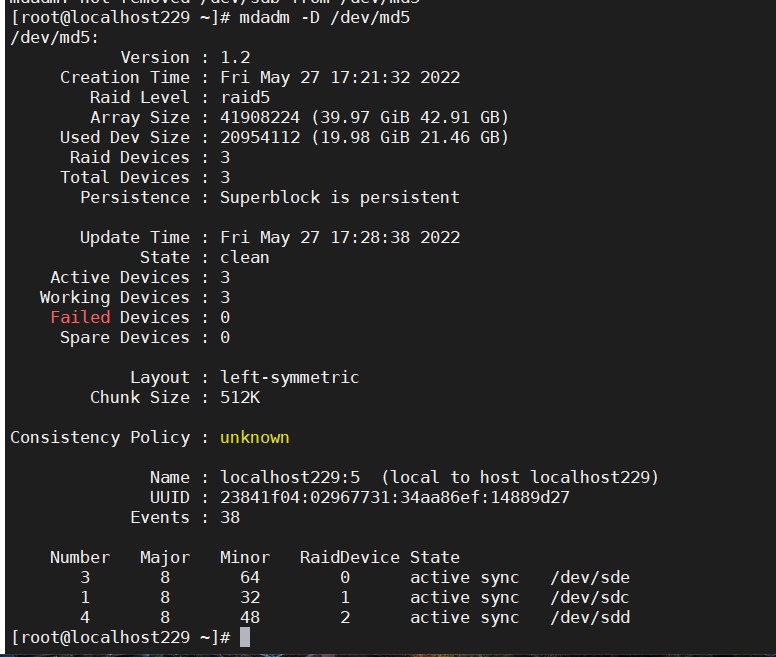 [root@localhost229 ~]# mdadm -D /dev/md5
/dev/md5:
Version : 1.2
Creation Time : Fri May 27 17:21:32 2022
Raid Level : raid5
Array Size : 41908224 (39.97 GiB 42.91 GB)
Used Dev Size : 20954112 (19.98 GiB 21.46 GB)
Raid Devices : 3
Total Devices : 3
Persistence : Superblock is persistent
Update Time : Fri May 27 17:28:38 2022
State : clean
Active Devices : 3
Working Devices : 3
Failed Devices : 0
Spare Devices : 0
Layout : left-symmetric
Chunk Size : 512K
Consistency Policy : unknown
Name : localhost229:5 (local to host localhost229)
UUID : 23841f04:02967731:34aa86ef:14889d27
Events : 38
Number Major Minor RaidDevice State
3 8 64 0 active sync /dev/sde
1 8 32 1 active sync /dev/sdc
4 8 48 2 active sync /dev/sdd
[root@localhost229 ~]#